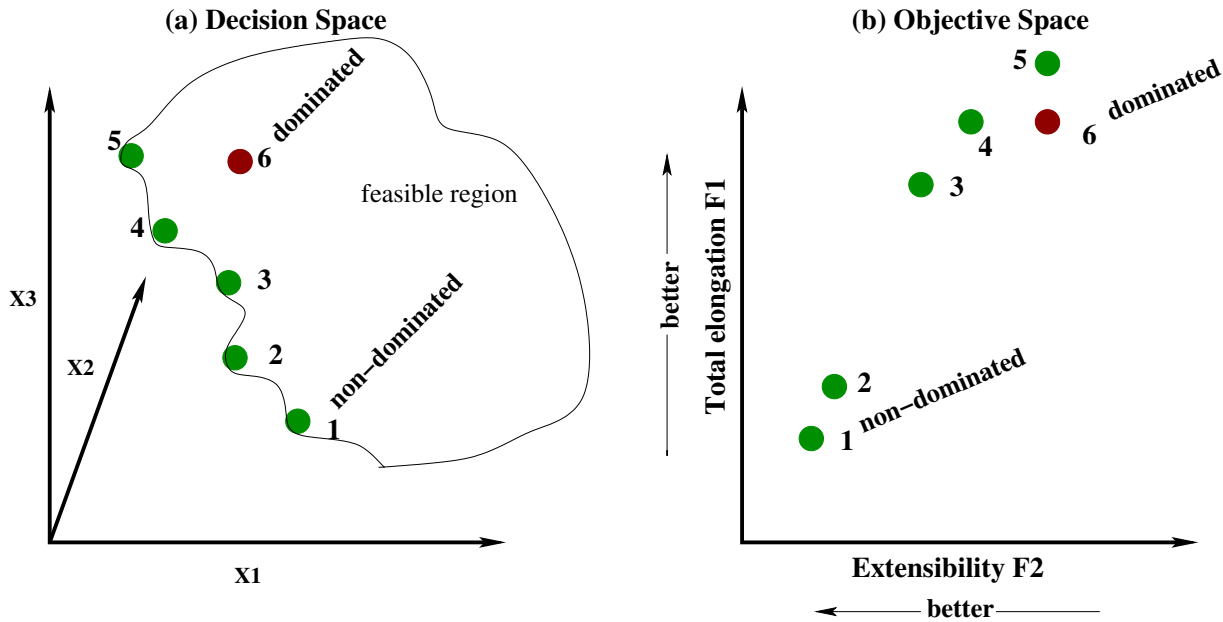 (a) Decision Space
5
6
dominated
feasible region
4
3
X3
X2
2
non−dominated
1
X1
(b) Objective Space
5
dominated
6
4
3
better
Total elongation F1
2
non−dominated
1
Extensibility F2
better